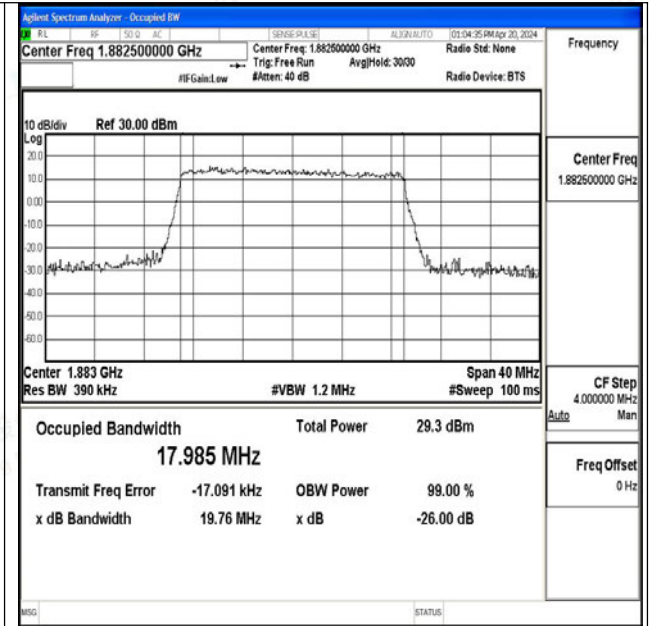 Agilent Spectrum Analyzer - Occupied BW
RL RF 50 Ω AC SENSE:PULSE ALIGN AUTO 01:04:35 PM Apr 20, 2024
Center Freq 1.882500000 GHz
Center Freq: 1.882500000 GHz
Radio Std: None
Trig: Free Run Avg|Hold: 30/30
#IFGain:Low #Atten: 40 dB Radio Device: BTS
10 dB/div Ref 30.00 dBm
Log
20.0
10.0
0.00
-10.0
-20.0
-30.0
-40.0
-50.0
-60.0
Center 1.883 GHz Span 40 MHz
Res BW 390 kHz #VBW 1.2 MHz #Sweep 100 ms
Occupied Bandwidth Total Power 29.3 dBm
17.985 MHz
Transmit Freq Error -17.091 kHz OBW Power 99.00 %
x dB Bandwidth 19.76 MHz x dB -26.00 dB
MSG STATUS
Frequency
Center Freq
1.882500000 GHz
CF Step
4.000000 MHz
Auto Man
Freq Offset
0 Hz